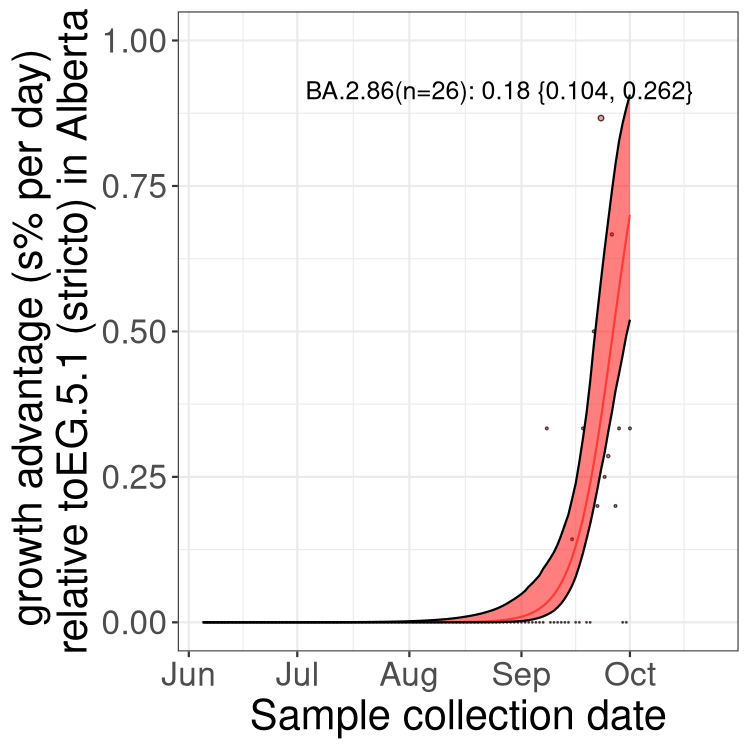 growth advantage (s% per day)
relative toEG.5.1 (stricto) in Alberta
1.00
0.75
0.50
0.25
0.00
BA.2.86(n=26): 0.18 {0.104, 0.262}
Jun Jul Aug Sep Oct
Sample collection date